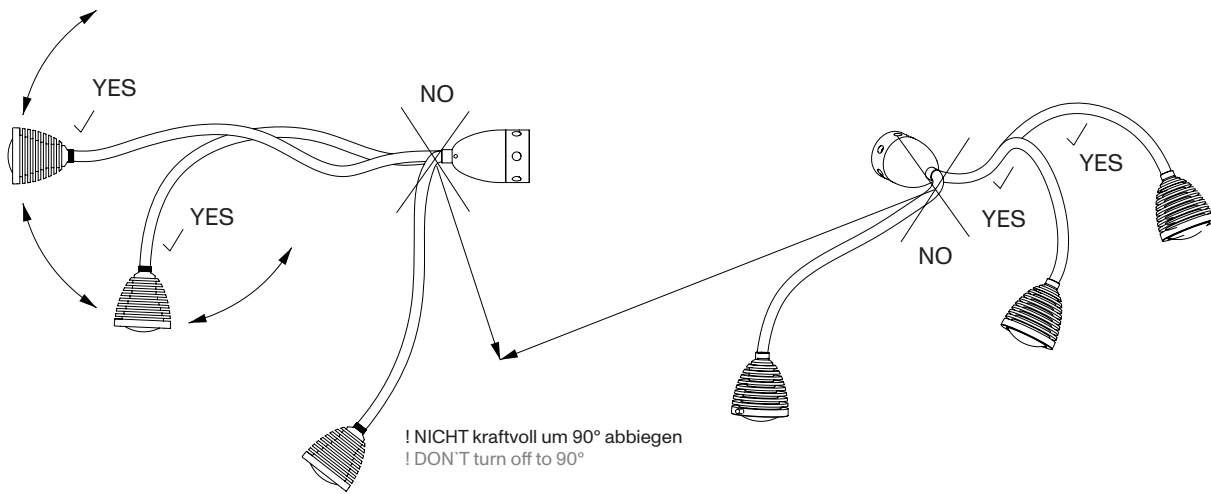 YES
NO
YES
YES
YES
NO
! NICHT kraftvoll um 90° abbiegen
! DON`T turn off to 90°